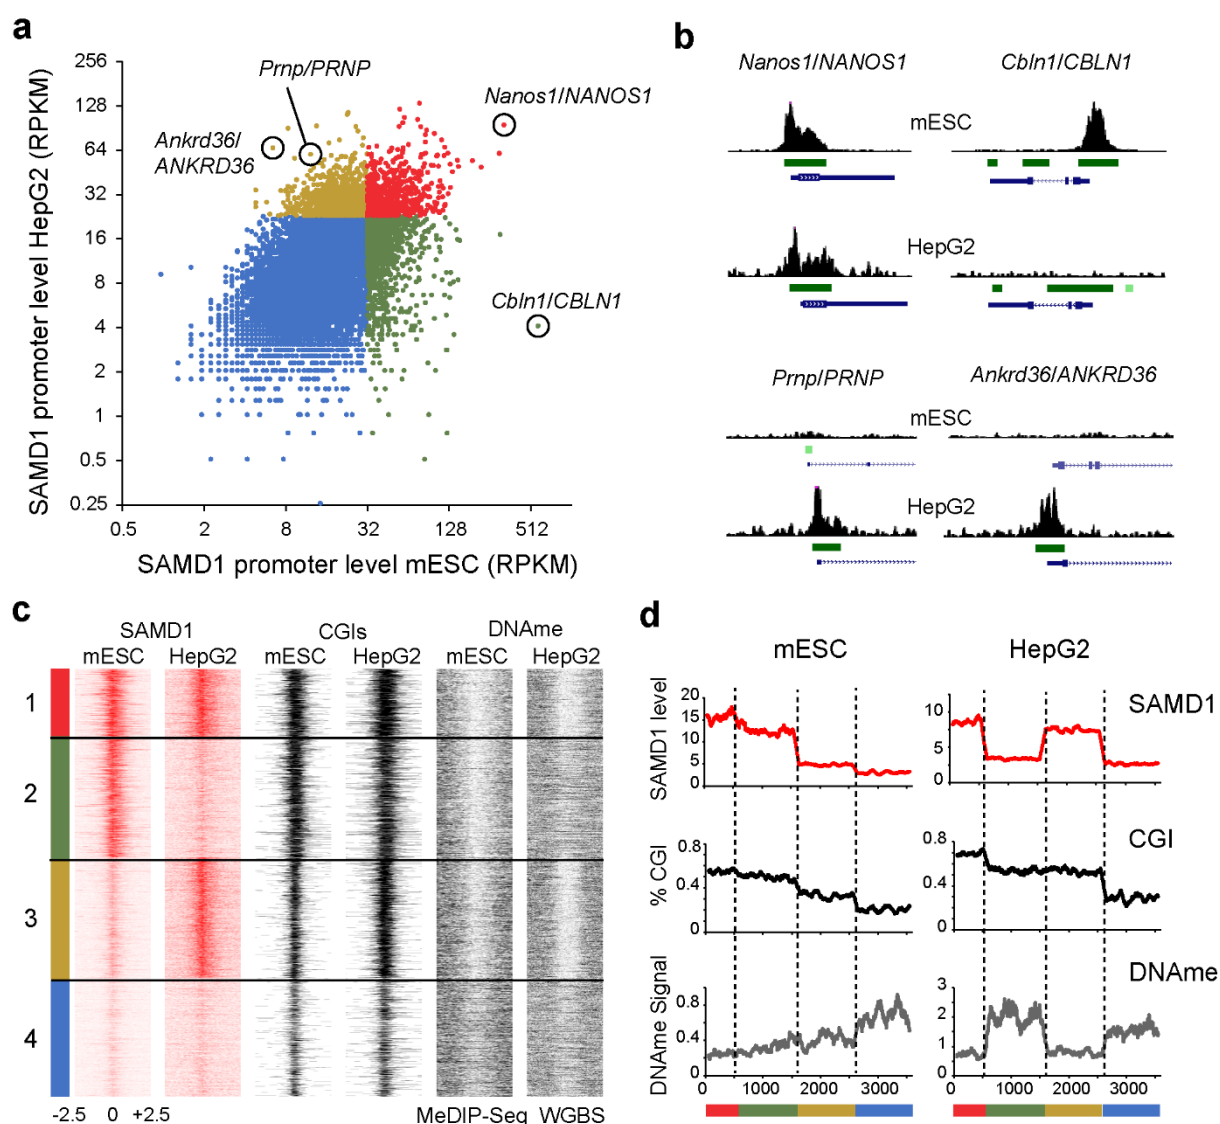 a
SAMD1 promoter level HepG2 (RPKM)
256
128
64
32
16
8
4
2
1
0.5
0.25
0.5
2
8
32
128
512
SAMD1 promoter level mESC (RPKM)
Prnp/PRNP
Nanos1/NANOS1
Ankrd36/
ANKRD36
Cbln1/CBLN1
b
Nanos1/NANOS1
Cbln1/CBLN1
mESC
HepG2
Prnp/PRNP
Ankrd36/ANKRD36
mESC
HepG2
c
SAMD1
CGIs
DNAme
mESC HepG2
mESC HepG2
mESC HepG2
1
2
3
4
-2.5 0 +2.5
MeDIP-Seq WGBS
d
mESC
HepG2
SAMD1 level
20
15
10
5
0
10
5
0
SAMD1
% CGI
0.8
0.4
0
0.8
0.4
0
CGI
DNAme Signal
0.8
0.4
0
3
2
1
0
DNAme
0 1000 2000 3000
0 1000 2000 3000